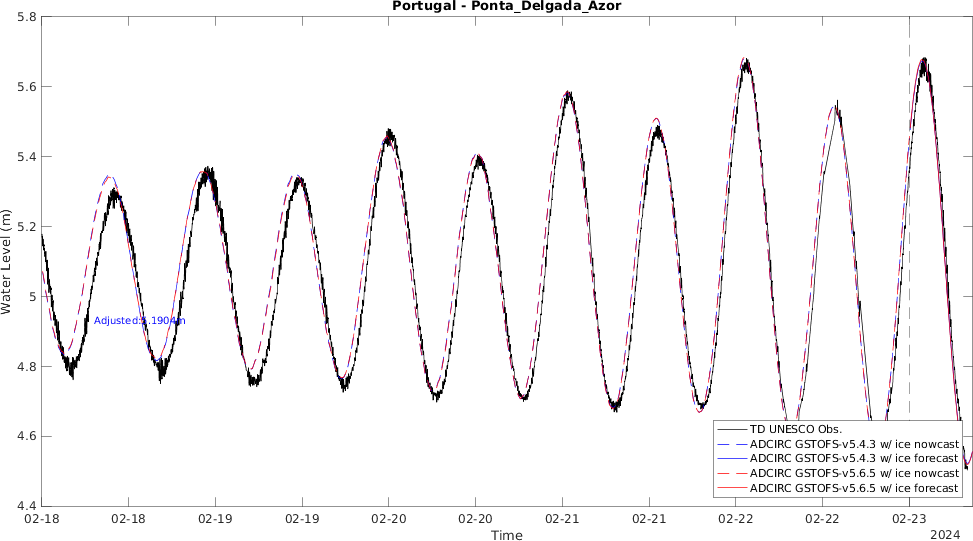 Portugal - Ponta_Delgada_Azor
5.8
5.6
5.4
5.2
5
4.8
4.6
4.4
Water Level (m)
Adjusted:5.1904m
TD UNESCO Obs.
ADCIRC GSTOFS-v5.4.3 w/ ice nowcast
ADCIRC GSTOFS-v5.4.3 w/ ice forecast
ADCIRC GSTOFS-v5.6.5 w/ ice nowcast
ADCIRC GSTOFS-v5.6.5 w/ ice forecast
02-18 02-18 02-19 02-19 02-20 02-20 02-21 02-21 02-22 02-22 02-23
Time
2024